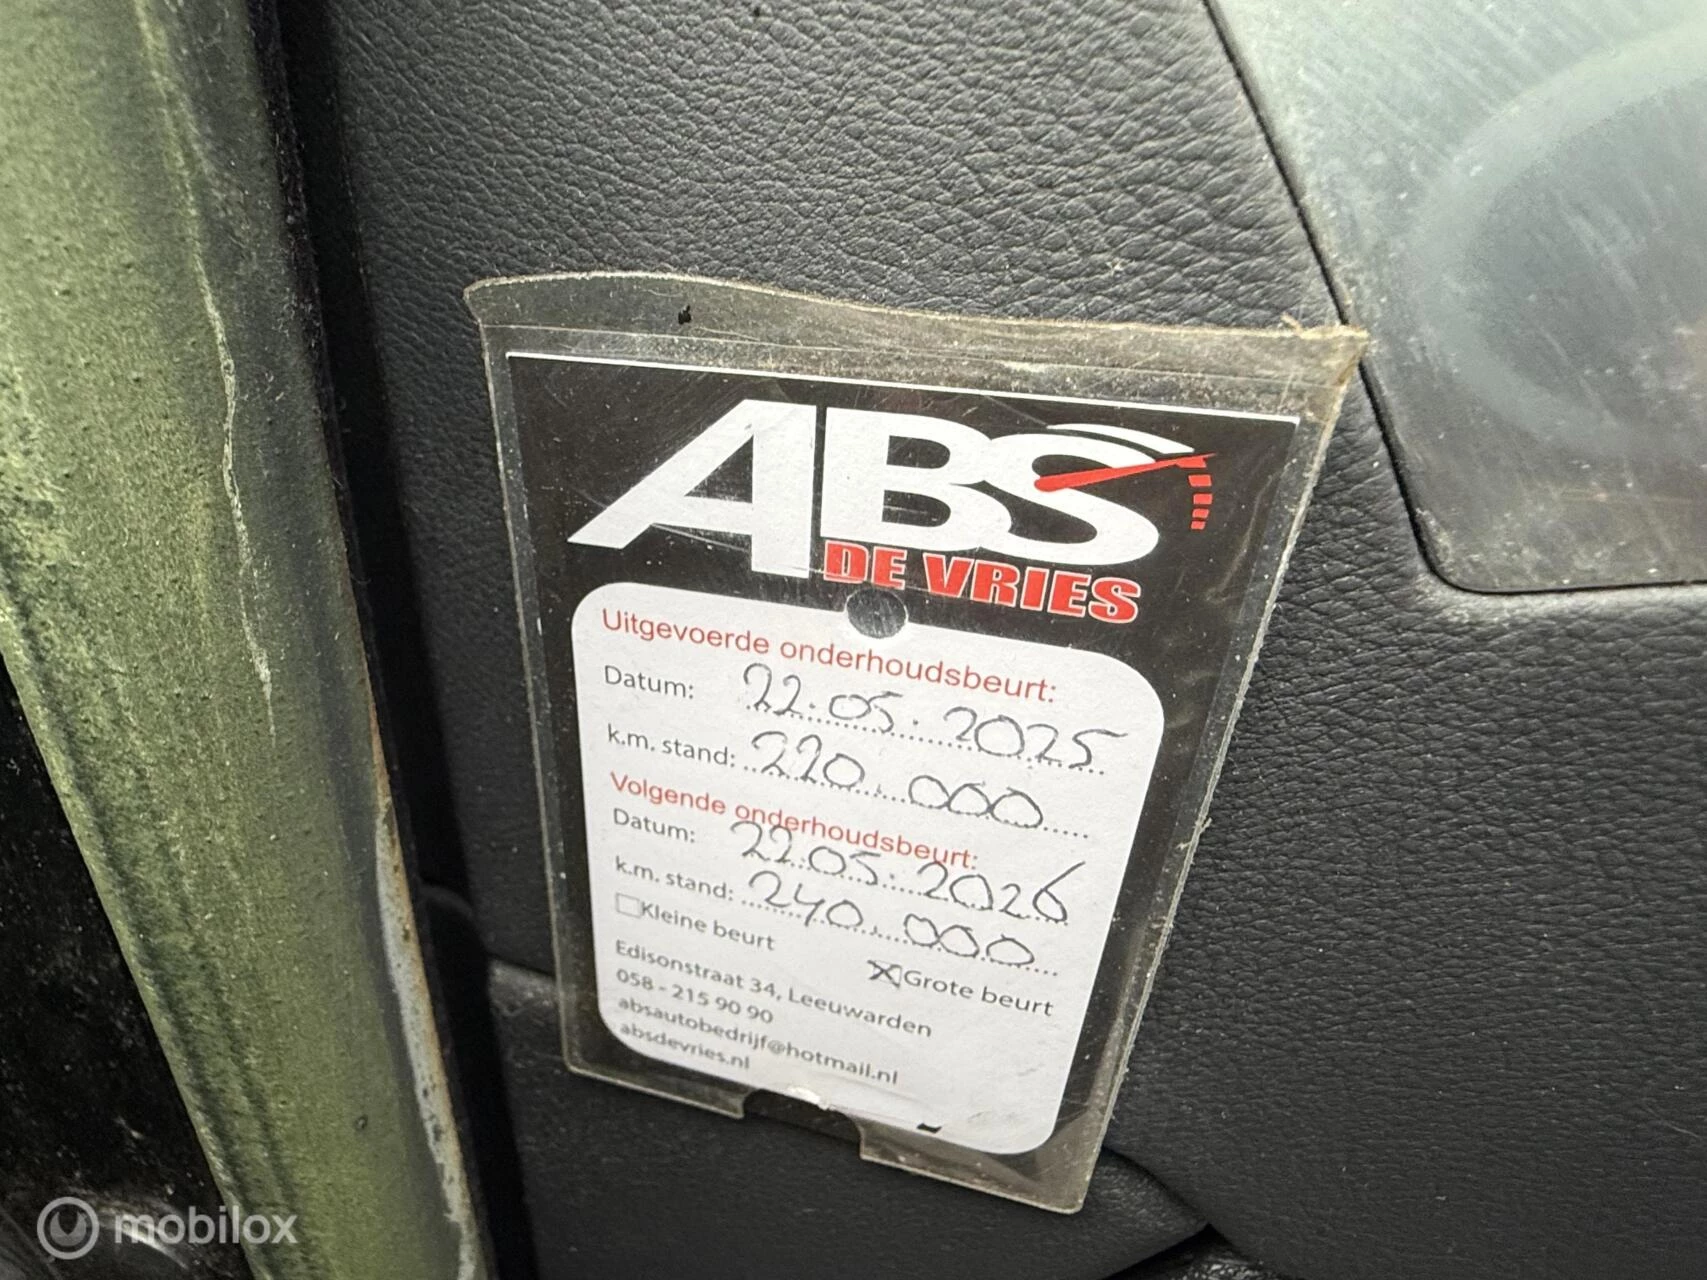 ABS
DE VRIES
Uitgevoerde onderhoudsbeurt:
Datum: 22.05.2025
k.m. stand: 220.000
Volgende onderhoudsbeurt:
Datum: 22.05.2026
k.m. stand: 240.000
Kleine beurt
Grote beurt
Edisonstraat 34, Leeuwarden
058 - 215 90 90
absautobedrijf@hotmail.nl
absdevries.nl
mobilox